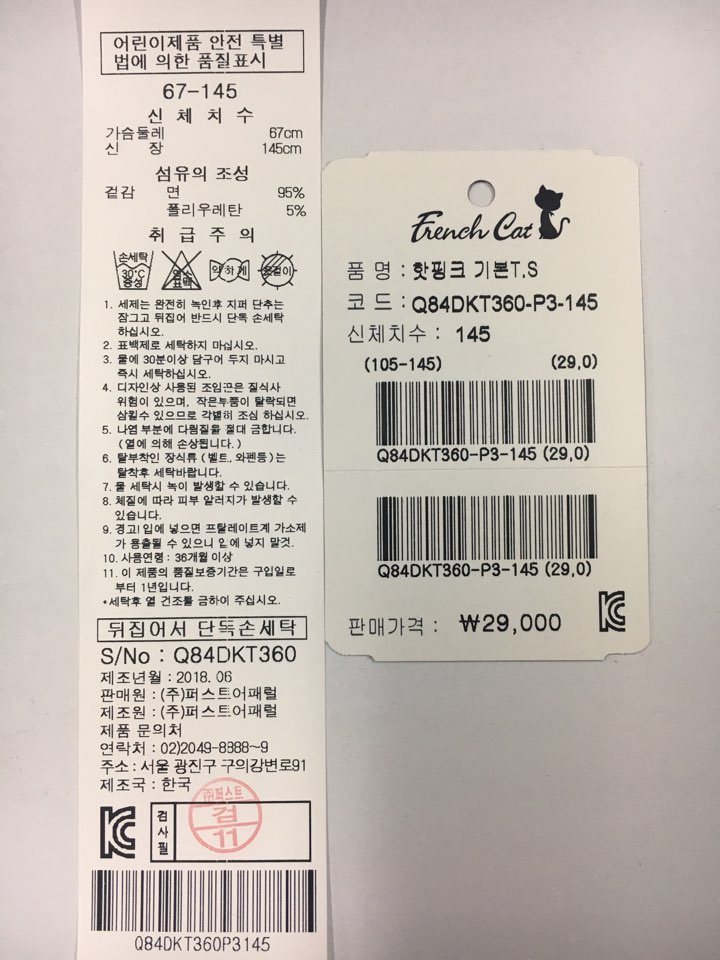 어린이제품 안전 특별
법에 의한 품질표시
67-145
신 체 치 수
가슴둘레 67cm
신 장 145cm
섬유의 조성
겉감 면 95%
폴리우레탄 5%
취 급 주 의
손세탁 30°C 중성
염소 표백
약하게
옷걸이
1. 세제는 완전히 녹인후 지퍼 단추는
잠그고 뒤집어 반드시 단독 손세탁
하십시오.
2. 표백제로 세탁하지 마십시오.
3. 물에 30분이상 담구어 두지 마시고
즉시 세탁하십시오.
4. 디자인상 사용된 조임끈은 질식사
위험이 있으며, 작은부품이 탈락되면
삼킬수 있으므로 각별히 조심 하십시오.
5. 나염 부분에 다림질을 절대 금합니다.
(열에 의해 손상됩니다.)
6. 탈부착인 장식류 (벨트, 와펜등)는
탈착후 세탁바랍니다.
7. 물 세탁시 녹이 발생할 수 있습니다.
8. 체질에 따라 피부 알러지가 발생할 수
있습니다.
9. 경고! 입에 넣으면 프탈레이트계 가소제
가 용출될 수 있으니 입에 넣지 말것.
10. 사용연령 : 36개월 이상
11. 이 제품의 품질보증기간은 구입일로
부터 1년입니다.
*세탁후 열 건조를 금하여 주십시오.
뒤집어서 단독손세탁
S/No : Q84DKT360
제조년월 : 2018. 06
판매원 : (주)퍼스트어패럴
제조원 : (주)퍼스트어패럴
제품 문의처
연락처 : 02)2049-8888~9
주소 : 서울 광진구 구의강변로91
제조국 : 한국
KC
검사필
㈜퍼스트
검
11
Q84DKT360P3145
French Cat
품 명 : 핫핑크 기본T.S
코 드 : Q84DKT360-P3-145
신체치수 : 145
(105-145) (29,0)
Q84DKT360-P3-145 (29,0)
Q84DKT360-P3-145 (29,0)
판매가격 : ₩29,000
KC